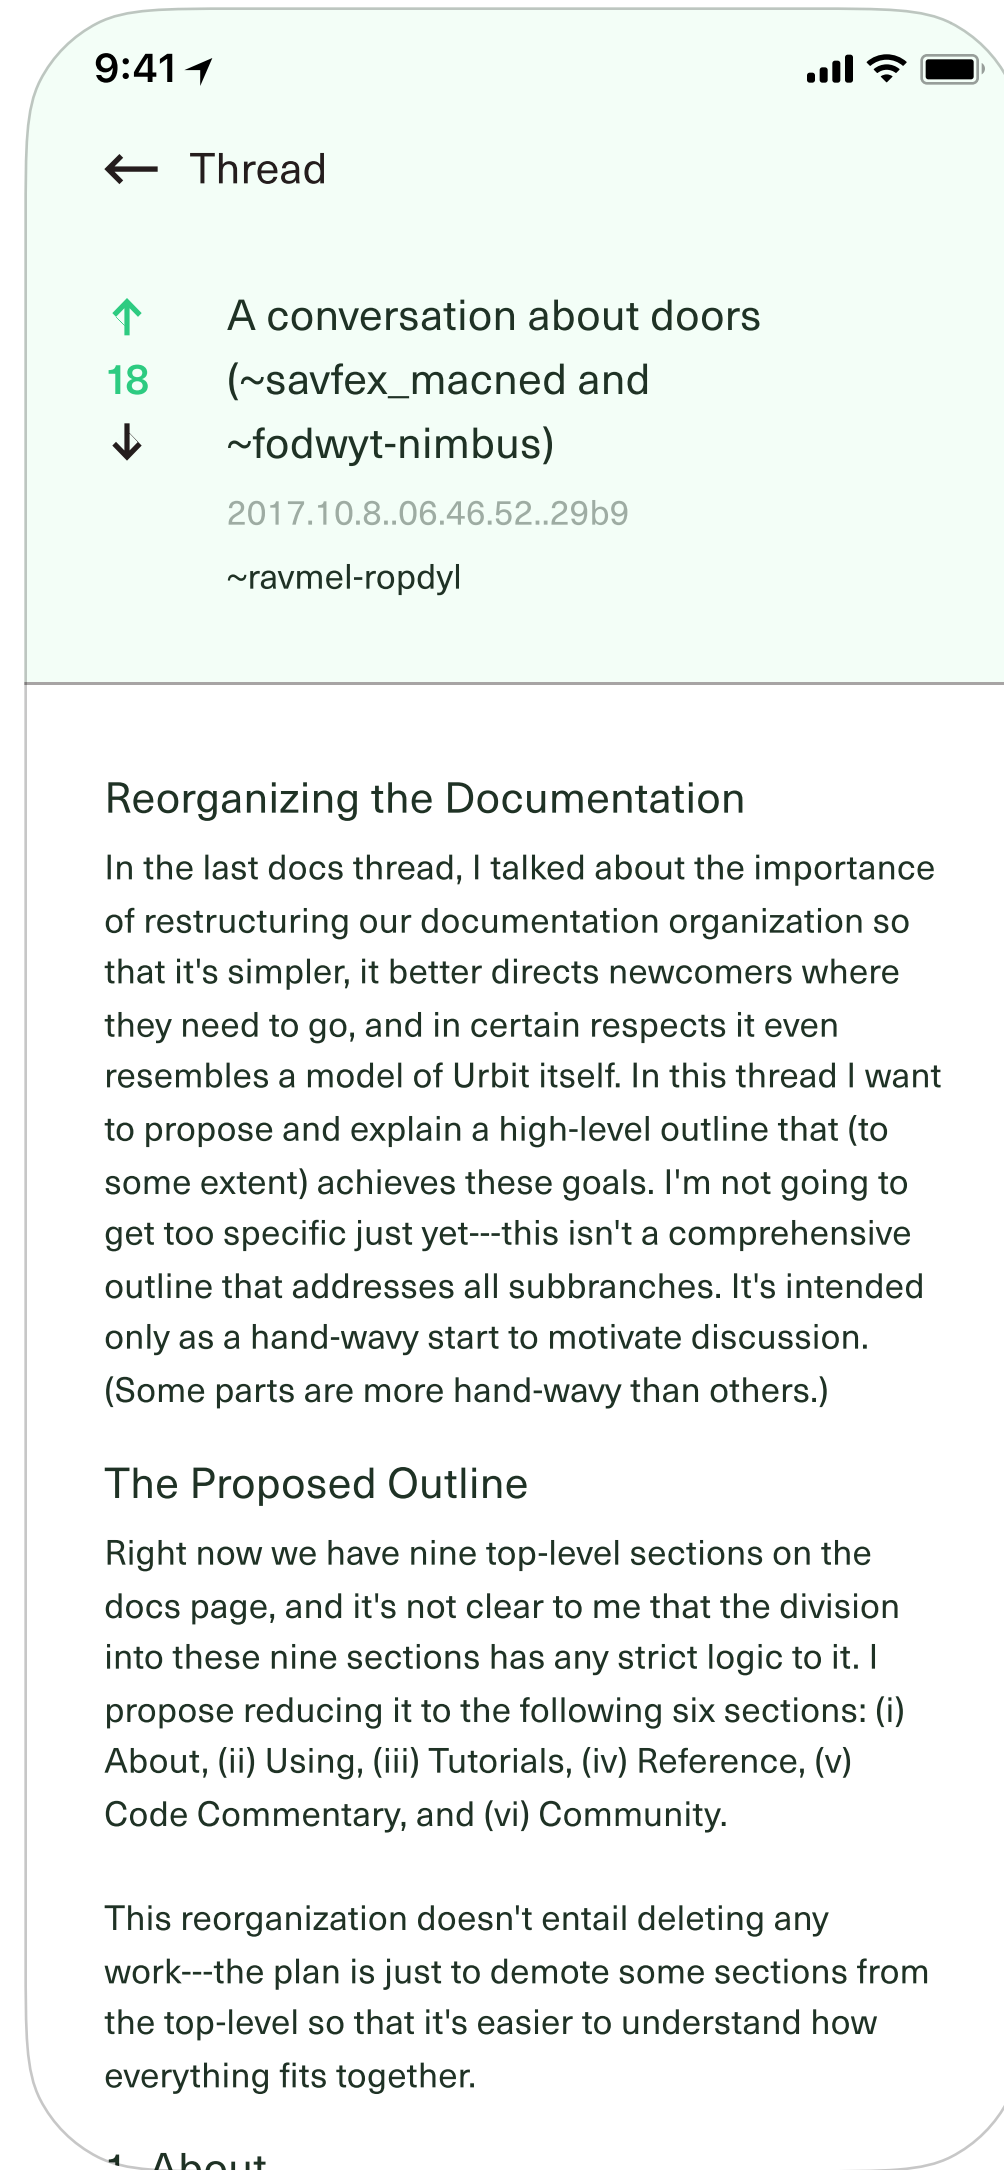 9:41
Thread
A conversation about doors
18
(~savfex_macned and
~fodwyt-nimbus)
2017.10.8..06.46.52..29b9
~ravmel-ropdyl
Reorganizing the Documentation
In the last docs thread, I talked about the importance
of restructuring our documentation organization so
that it's simpler, it better directs newcomers where
they need to go, and in certain respects it even
resembles a model of Urbit itself. In this thread I want
to propose and explain a high-level outline that (to
some extent) achieves these goals. I'm not going to
get too specific just yet---this isn't a comprehensive
outline that addresses all subbranches. It's intended
only as a hand-wavy start to motivate discussion.
(Some parts are more hand-wavy than others.)
The Proposed Outline
Right now we have nine top-level sections on the
docs page, and it's not clear to me that the division
into these nine sections has any strict logic to it. I
propose reducing it to the following six sections: (i)
About, (ii) Using, (iii) Tutorials, (iv) Reference, (v)
Code Commentary, and (vi) Community.
This reorganization doesn't entail deleting any
work---the plan is just to demote some sections from
the top-level so that it's easier to understand how
everything fits together.
1. About